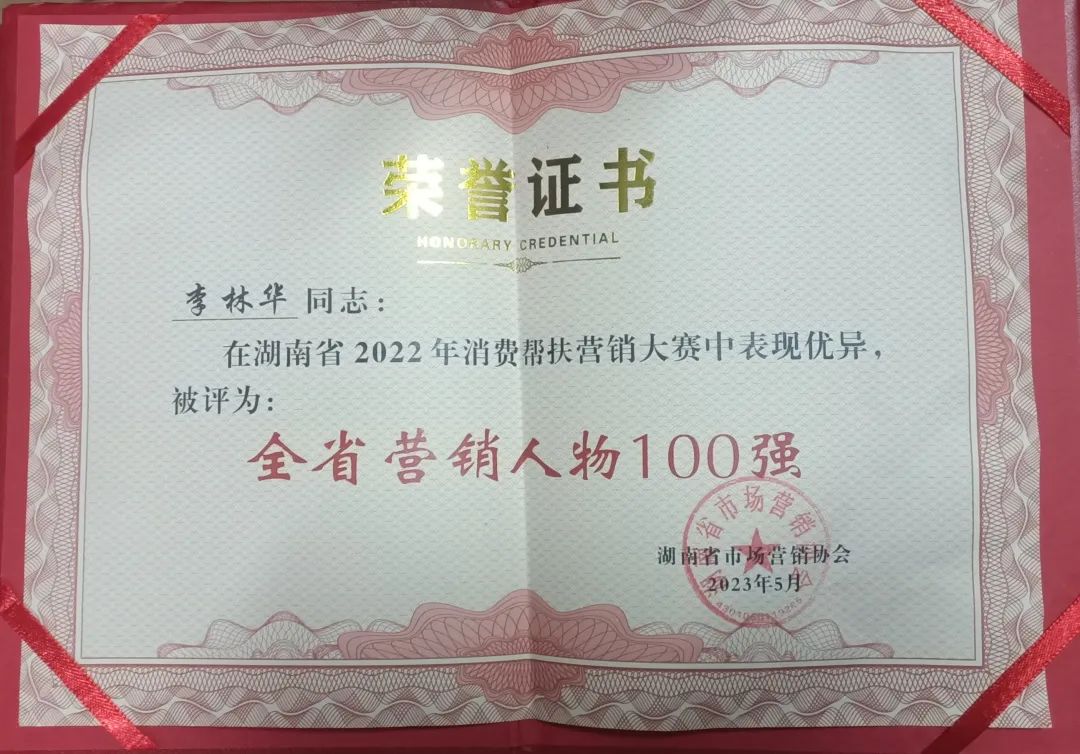 荣誉证书
HONORARY CREDENTIAL
李林华 同志：
在湖南省2022年消费帮扶营销大赛中表现优异，
被评为：
全省营销人物100强
湖南省市场营销协会
2023年5月